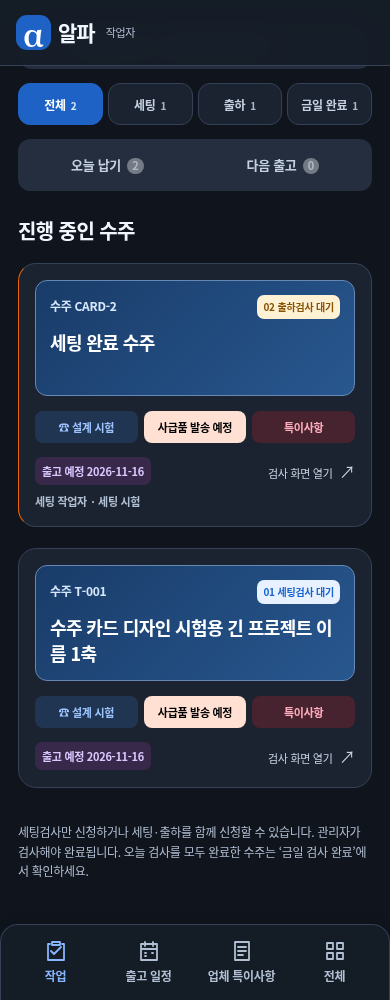 α 알파 작업자
전체 2 세팅 1 출하 1 금일 완료 1
오늘 납기 2 다음 출고 0
진행 중인 수주
수주 CARD-2 02 출하검사 대기
세팅 완료 수주
☎ 설계 시험 사급품 발송 예정 특이사항
출고 예정 2026-11-16 검사 화면 열기 ↗
세팅 작업자 · 세팅 시험
수주 T-001 01 세팅검사 대기
수주 카드 디자인 시험용 긴 프로젝트 이
름 1축
☎ 설계 시험 사급품 발송 예정 특이사항
출고 예정 2026-11-16 검사 화면 열기 ↗
세팅검사만 신청하거나 세팅·출하를 함께 신청할 수 있습니다. 관리자가
검사해야 완료됩니다. 오늘 검사를 모두 완료한 수주는 ‘금일 검사 완료’에
서 확인하세요.
작업 출고 일정 업체 특이사항 전체